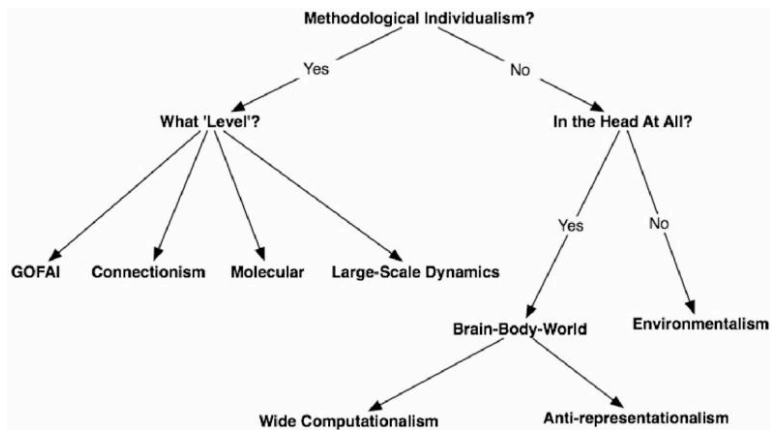 Methodological Individualism?
Yes
No
What 'Level'?
In the Head At All?
Yes
No
GOFAI
Connectionism
Molecular
Large-Scale Dynamics
Brain-Body-World
Environmentalism
Wide Computationalism
Anti-representationalism